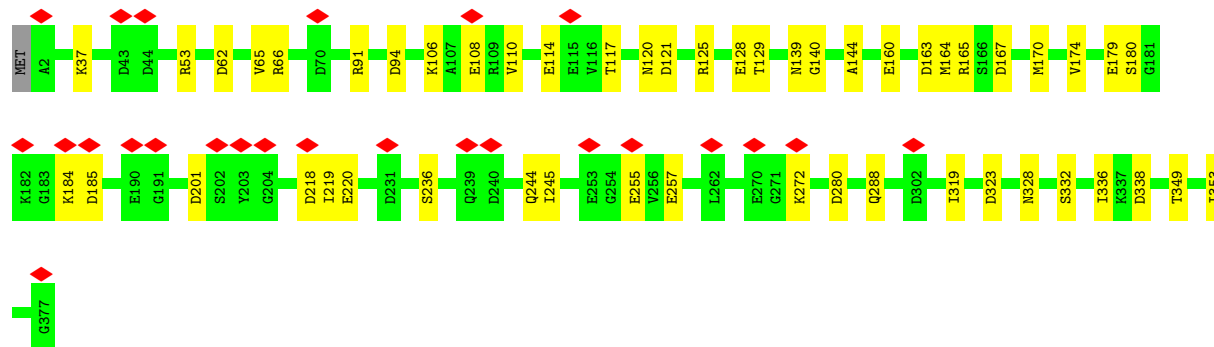 MET A2 K37 D43 D44 R53 D62 V65 R66 D70 R91 D94 K106 A107 E108 R109 V110 E114 E115 V116 T117 N120 D121 R125 E128 T129 N139 G140 A144 E160 D163 M164 R165 S166 D167 M170 V174 E179 S180 G181
K182 G183 K184 D185 E190 G191 D201 S202 Y203 G204 D218 I219 E220 D231 S236 Q239 D240 Q244 I245 E253 G254 E255 V256 E257 L262 E270 G271 K272 D280 Q288 D302 I319 D323 N328 S332 I336 K337 D338 T349
G377